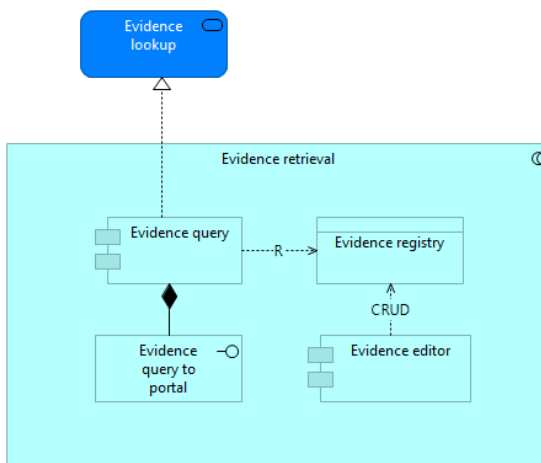 Evidence
lookup
Evidence retrieval
Evidence query
R
Evidence registry
CRUD
Evidence
query to
portal
Evidence editor